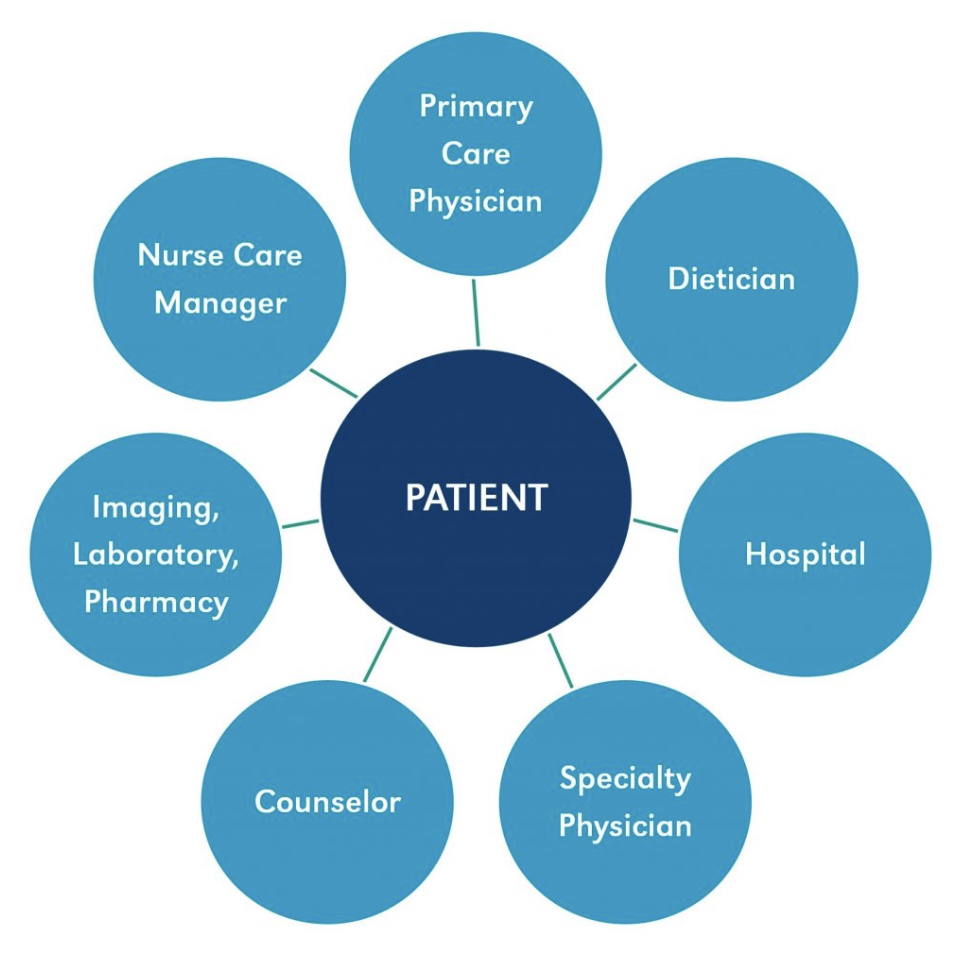 Primary
Care
Physician
Nurse Care
Manager
Dietician
PATIENT
Imaging,
Laboratory,
Pharmacy
Hospital
Counselor
Specialty
Physician